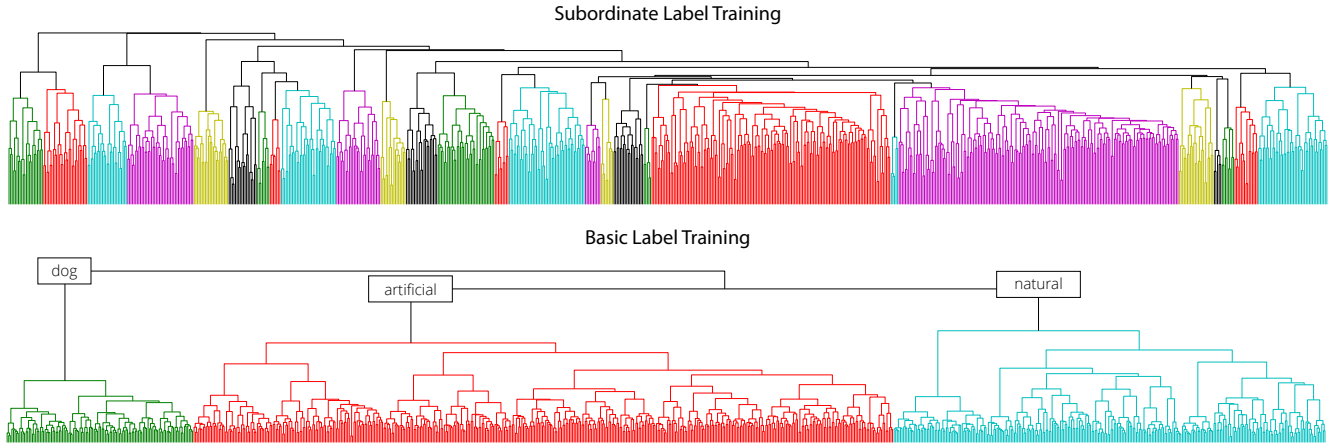 Subordinate Label Training
Basic Label Training
dog
artificial
natural